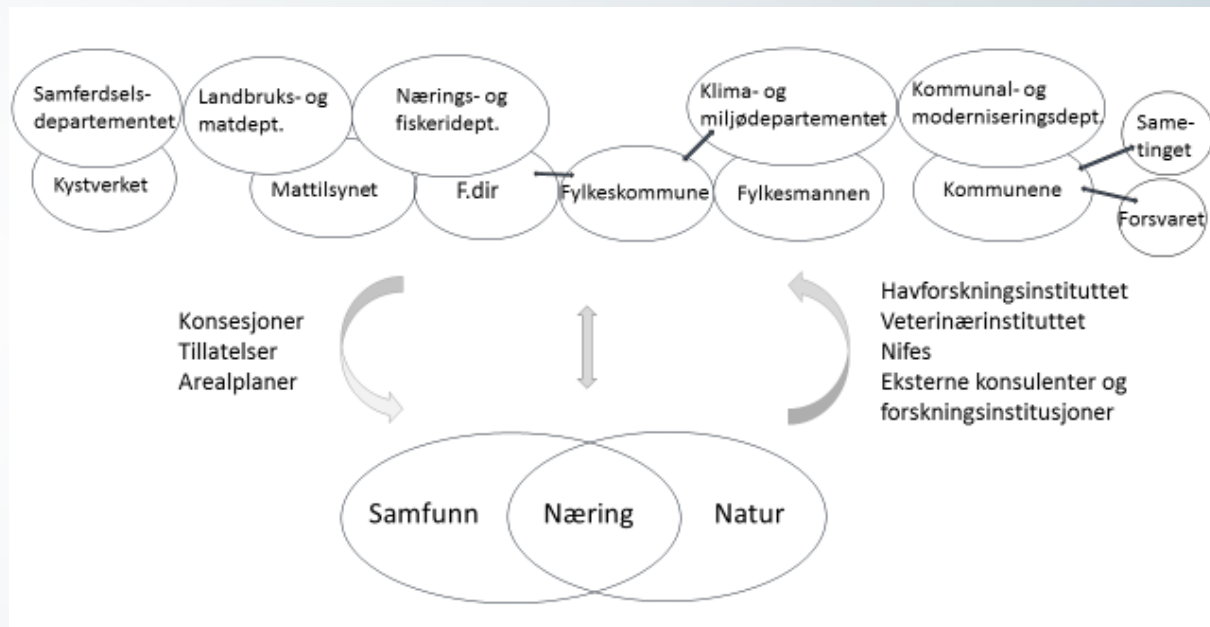 Samferdsels-
departementet
Landbruks- og
matdept.
Nærings- og
fiskeridept.
Klima- og
miljødepartementet
Kommunal- og
moderniseringsdept.
Same-
tinget
Kystverket
Mattilsynet
F.dir
Fylkeskommune
Fylkesmannen
Kommunene
Forsvaret
Konsesjoner
Tillatelser
Arealplaner
Havforskningsinstituttet
Veterinærinstituttet
Nifes
Eksterne konsulenter og
forskningsinstitusjoner
Samfunn
Næring
Natur